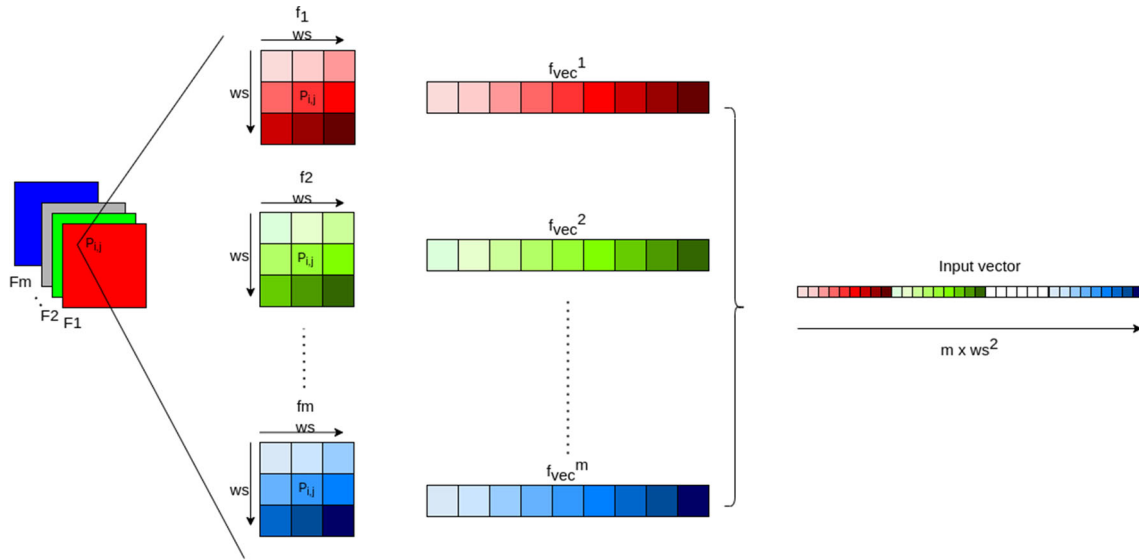 f1
ws
ws
Pi,j
fvec1
f2
ws
ws
Pi,j
fvec2
Pi,j
Fm
F2
F1
Input vector
m x ws2
fm
ws
ws
Pi,j
fvecm